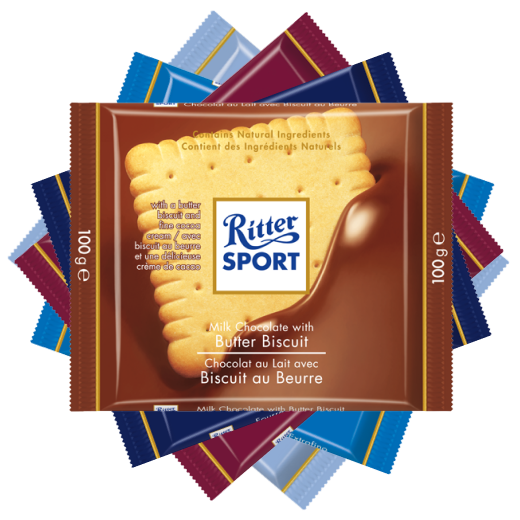 Chocolat au Lait avec Biscuit au Beurre
Contains Natural Ingredients
Contient des Ingrédients Naturels
with a butter
biscuit and
fine cocoa
cream / avec
biscuit au beurre
et une délicieuse
crème de cacao
Ritter
SPORT
100 g e
100 g e
Milk Chocolate with
Butter Biscuit
Chocolat au Lait avec
Biscuit au Beurre
Milk Chocolate with Butter Biscuit
Extrafine